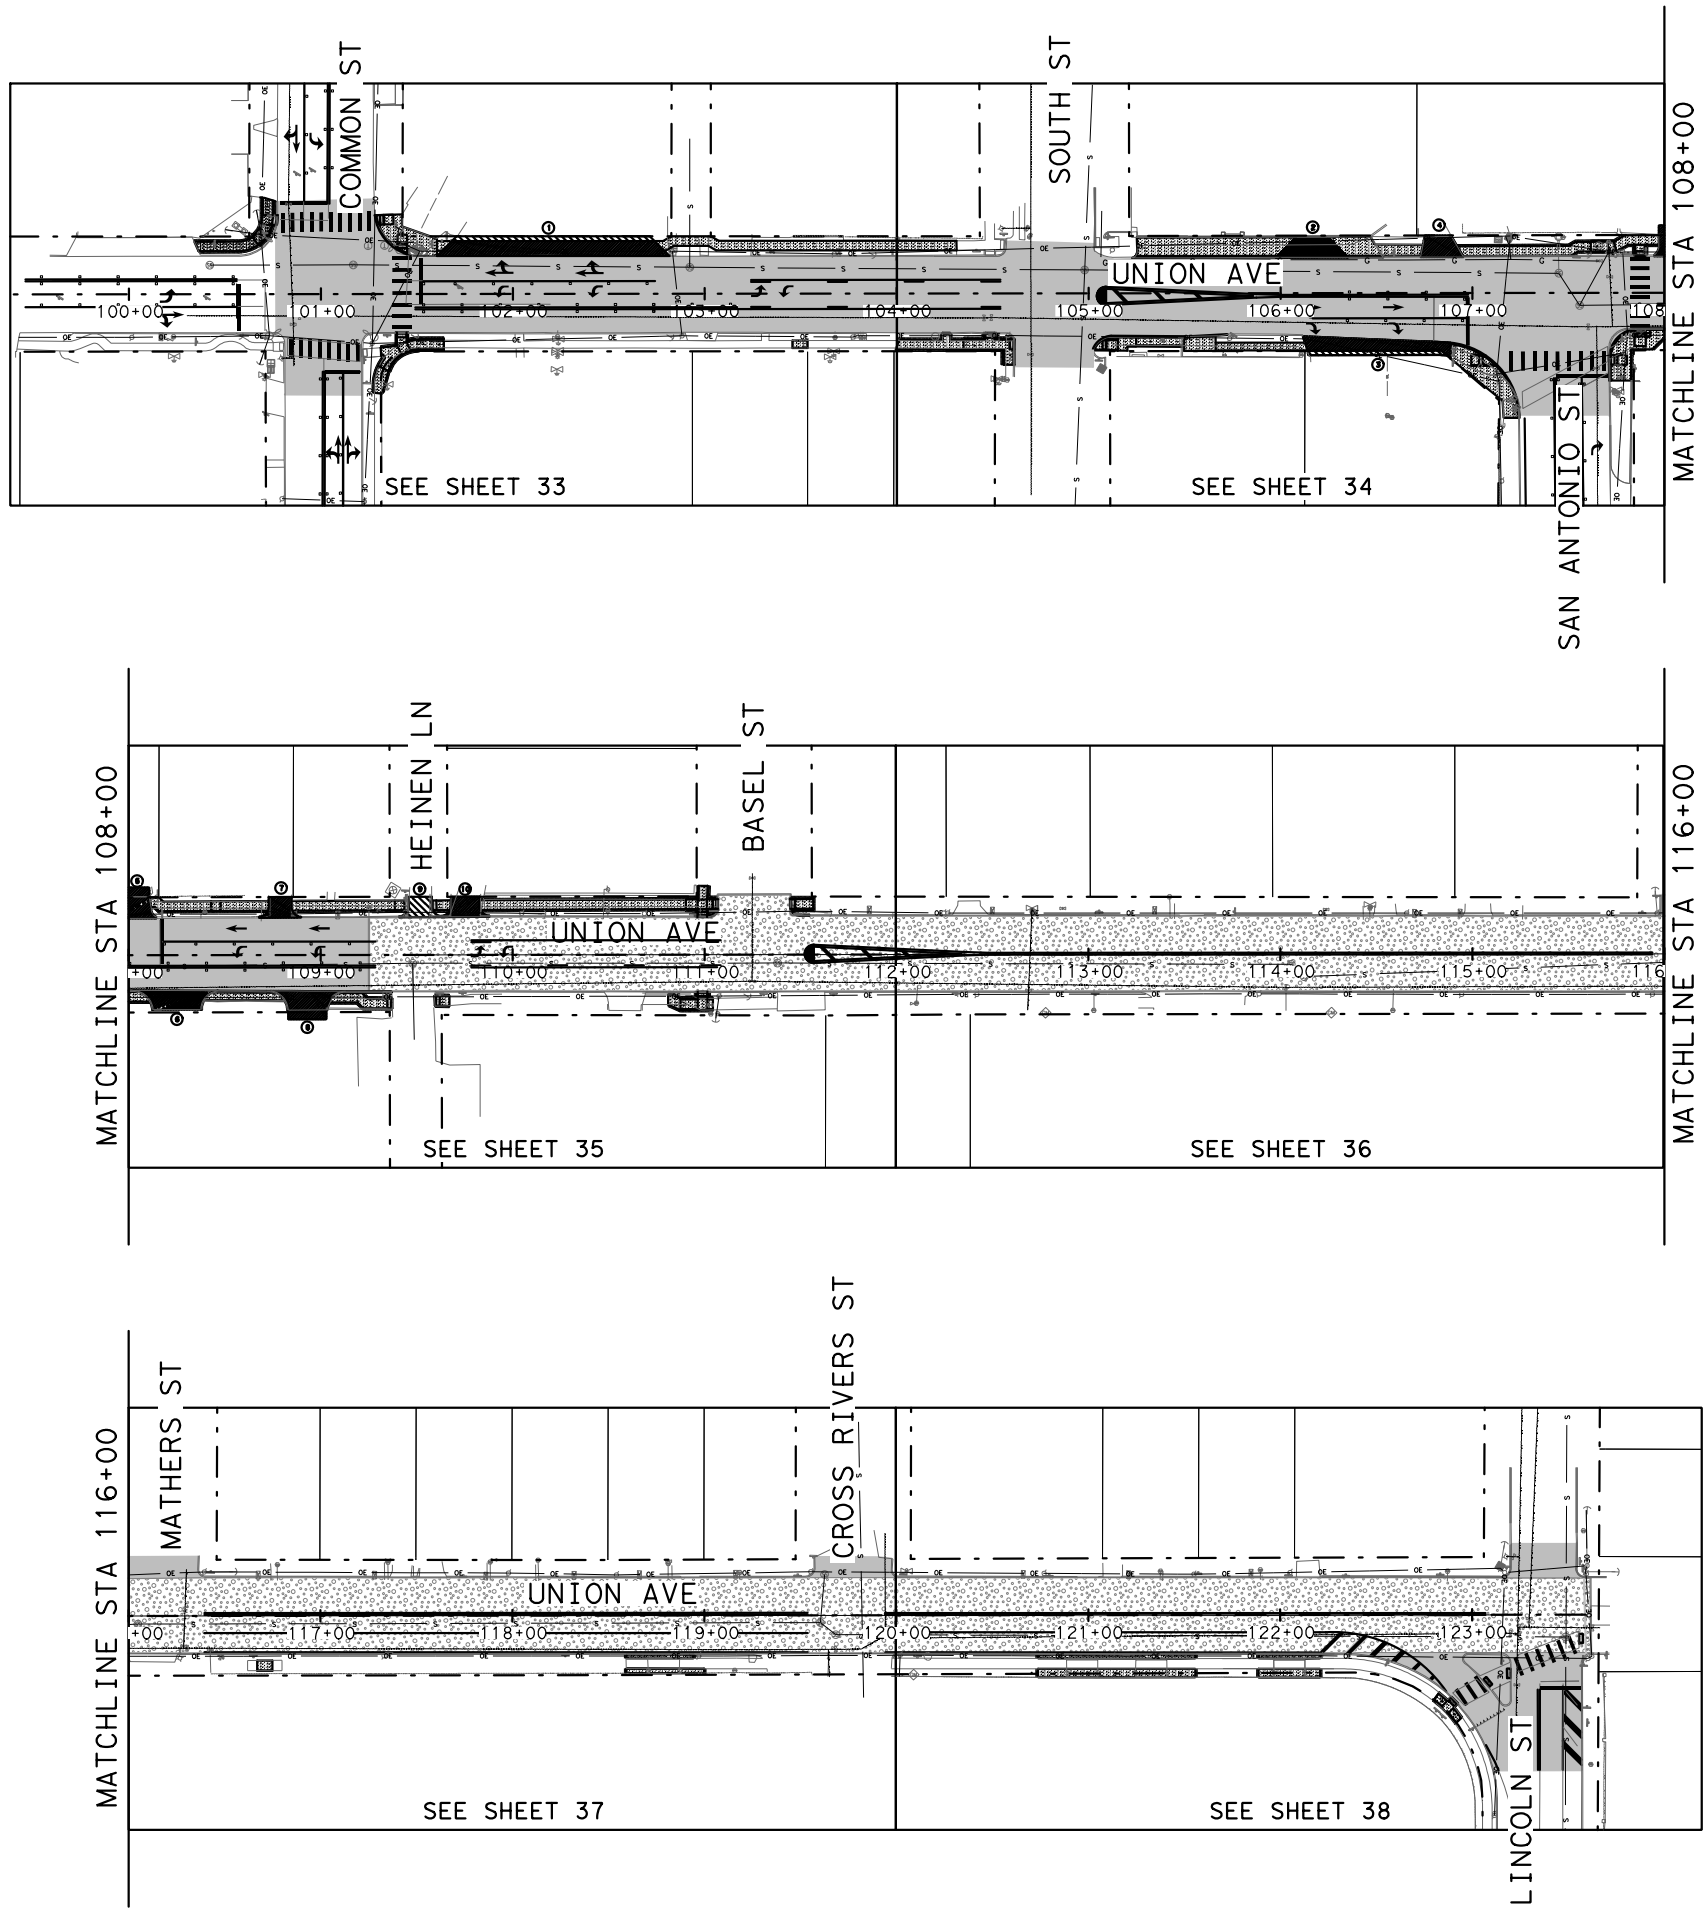 COMMON ST
SOUTH ST
MATCHLINE STA 108+00
UNION AVE
100+00
101+00
102+00
103+00
104+00
105+00
106+00
107+00
108
SEE SHEET 33
SEE SHEET 34
SAN ANTONIO ST
MATCHLINE STA 108+00
HEINEN LN
BASEL ST
MATCHLINE STA 116+00
UNION AVE
+00
109+00
110+00
111+00
112+00
113+00
114+00
115+00
116
SEE SHEET 35
SEE SHEET 36
MATCHLINE STA 116+00
MATHERS ST
CROSS RIVERS ST
UNION AVE
+00
117+00
118+00
119+00
120+00
121+00
122+00
123+00
SEE SHEET 37
SEE SHEET 38
LINCOLN ST